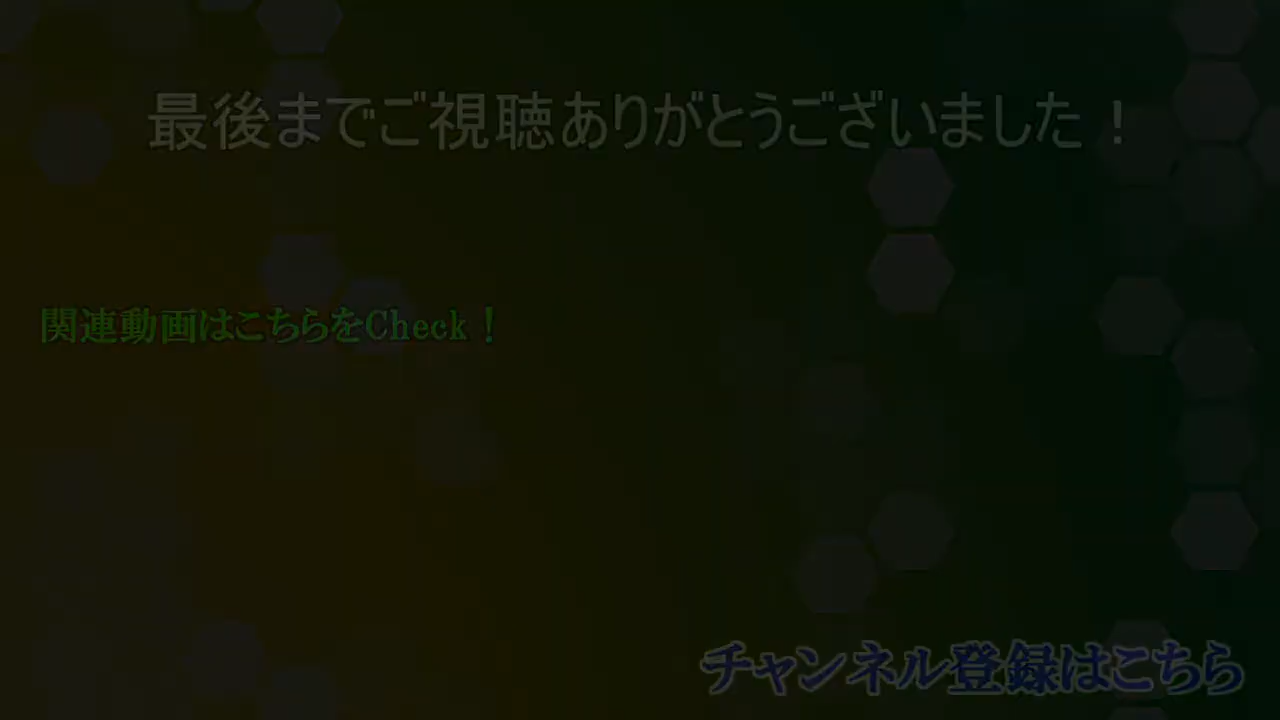 最後までご視聴ありがとうございました！
関連動画はこちらをCheck！
チャンネル登録はこちら